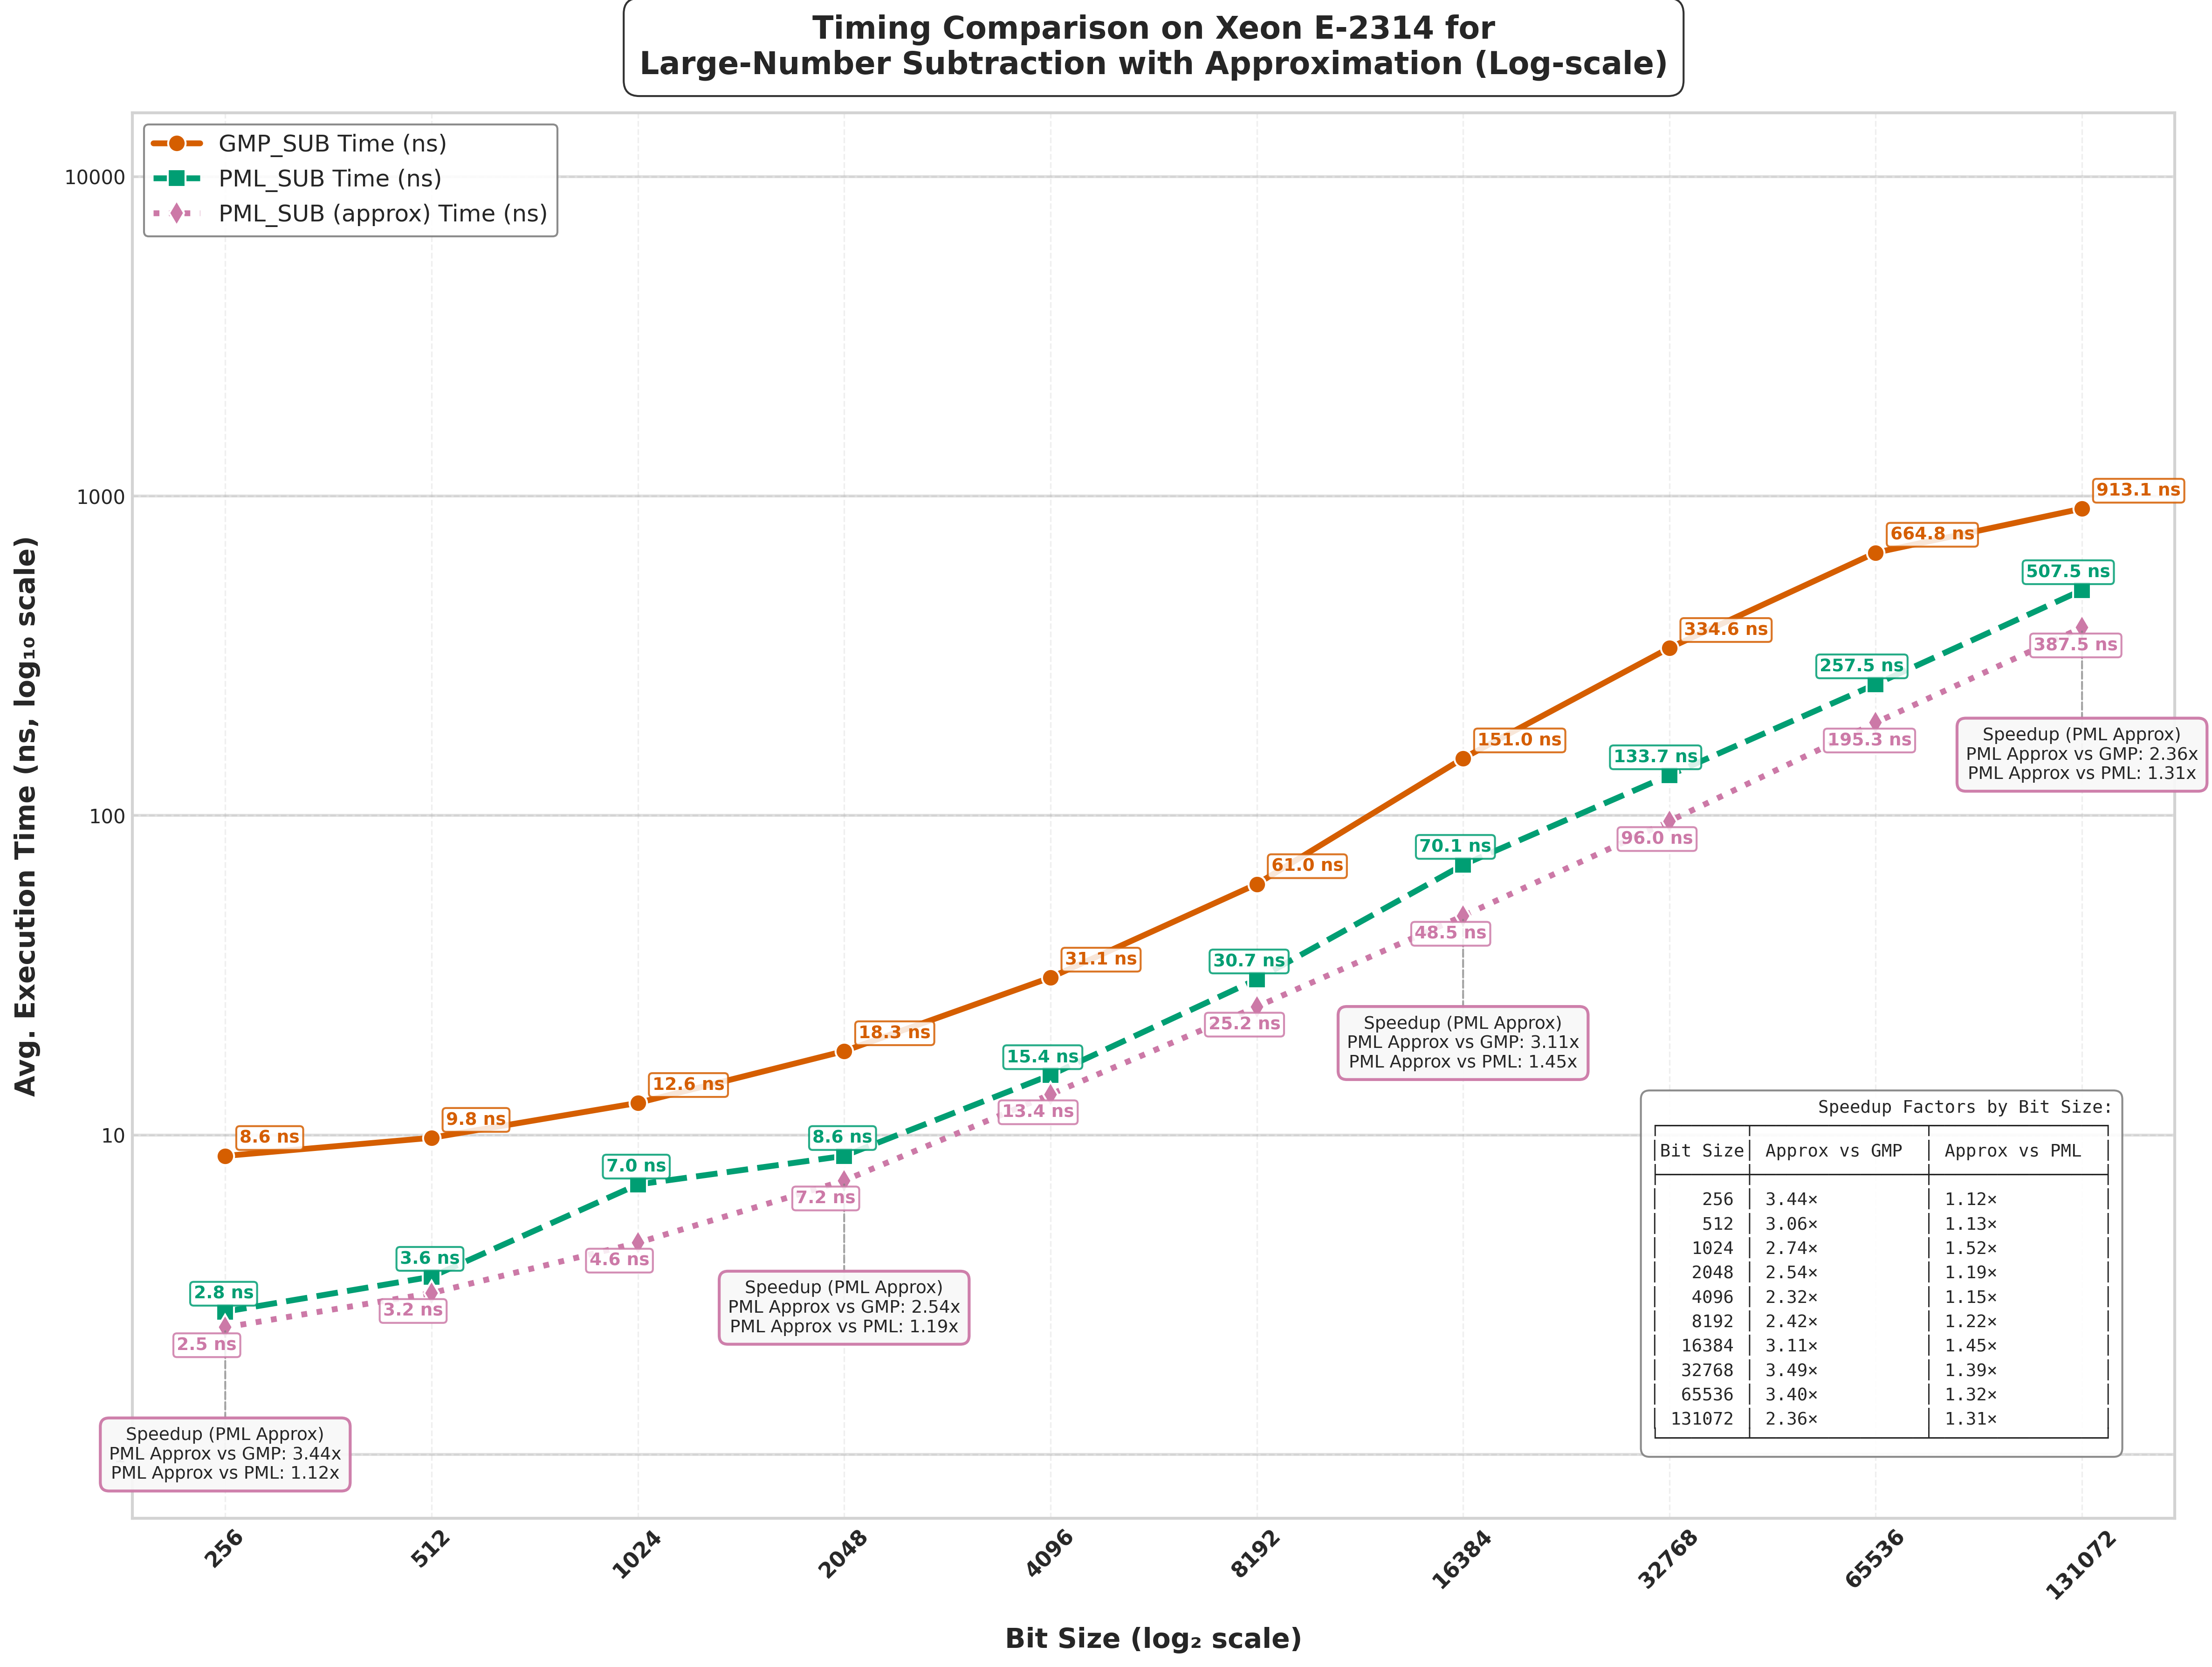 Timing Comparison on Xeon E-2314 for
Large-Number Subtraction with Approximation (Log-scale)
GMP_SUB Time (ns)
PML_SUB Time (ns)
PML_SUB (approx) Time (ns)
Avg. Execution Time (ns, log₁₀ scale)
10000
1000
100
10
913.1 ns
664.8 ns
507.5 ns
334.6 ns
387.5 ns
257.5 ns
151.0 ns
195.3 ns
133.7 ns
Speedup (PML Approx)
PML Approx vs GMP: 2.36x
PML Approx vs PML: 1.31x
61.0 ns
70.1 ns
96.0 ns
31.1 ns
30.7 ns
48.5 ns
18.3 ns
15.4 ns
25.2 ns
Speedup (PML Approx)
PML Approx vs GMP: 3.11x
PML Approx vs PML: 1.45x
8.6 ns
9.8 ns
12.6 ns
8.6 ns
13.4 ns
7.0 ns
7.2 ns
2.8 ns
3.6 ns
4.6 ns
2.5 ns
3.2 ns
Speedup (PML Approx)
PML Approx vs GMP: 2.54x
PML Approx vs PML: 1.19x
Speedup (PML Approx)
PML Approx vs GMP: 3.44x
PML Approx vs PML: 1.12x
Speedup Factors by Bit Size:
Bit Size Approx vs GMP Approx vs PML
256 3.44× 1.12×
512 3.06× 1.13×
1024 2.74× 1.52×
2048 2.54× 1.19×
4096 2.32× 1.15×
8192 2.42× 1.22×
16384 3.11× 1.45×
32768 3.49× 1.39×
65536 3.40× 1.32×
131072 2.36× 1.31×
256 512 1024 2048 4096 8192 16384 32768 65536 131072
Bit Size (log₂ scale)